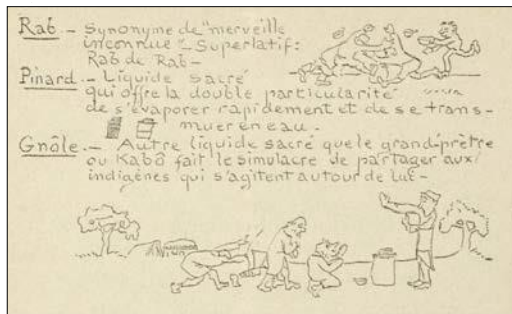 Rab.- Synonyme de "merveille
inconnue"- Superlatif:
Rab de Rab-
Pinard.- Liquide sacré
qui offre la double particularité
de s'évaporer rapidement et de se trans-
muer en eau.
Gnôle.- Autre liquide sacré que le grand-prêtre
ou Kabô fait le simulacre de partager aux
indigènes qui s'agitent autour de lui-